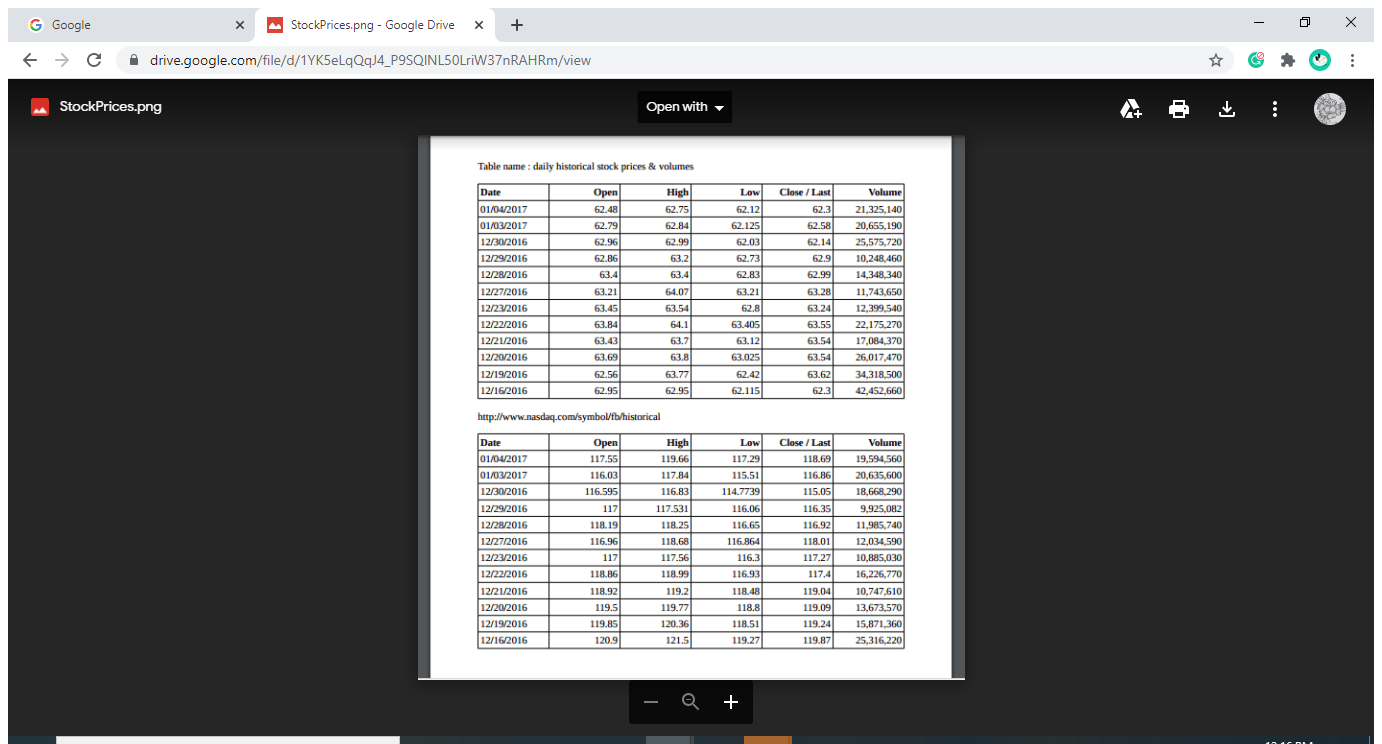 Google
StockPrices.png - Google Drive
drive.google.com/file/d/1YK5eLqQqJ4_P9SQINL50LriW37nRAHRm/view
StockPrices.png
Open with
Table name : daily historical stock prices & volumes
Date Open High Low Close / Last Volume
01/04/2017 62.48 62.75 62.12 62.3 21,325,140
01/03/2017 62.79 62.84 62.125 62.58 20,655,190
12/30/2016 62.96 62.99 62.03 62.14 25,575,720
12/29/2016 62.86 63.2 62.73 62.9 10,248,460
12/28/2016 63.4 63.4 62.83 62.99 14,348,340
12/27/2016 63.21 64.07 63.21 63.28 11,743,650
12/23/2016 63.45 63.54 62.8 63.24 12,399,540
12/22/2016 63.84 64.1 63.405 63.55 22,175,270
12/21/2016 63.43 63.7 63.12 63.54 17,084,370
12/20/2016 63.69 63.8 63.025 63.54 26,017,470
12/19/2016 62.56 63.77 62.42 63.62 34,318,500
12/16/2016 62.95 62.95 62.115 62.3 42,452,660
http://www.nasdaq.com/symbol/fb/historical
Date Open High Low Close / Last Volume
01/04/2017 117.55 119.66 117.29 118.69 19,594,560
01/03/2017 116.03 117.84 115.51 116.86 20,635,600
12/30/2016 116.595 116.83 114.7739 115.05 18,668,290
12/29/2016 117 117.531 116.06 116.35 9,925,082
12/28/2016 118.19 118.25 116.65 116.92 11,985,740
12/27/2016 116.96 118.68 116.864 118.01 12,034,590
12/23/2016 117 117.56 116.3 117.27 10,885,030
12/22/2016 118.86 118.99 116.93 117.4 16,226,770
12/21/2016 118.92 119.2 118.48 119.04 10,747,610
12/20/2016 119.5 119.77 118.8 119.09 13,673,570
12/19/2016 119.85 120.36 118.51 119.24 15,871,360
12/16/2016 120.9 121.5 119.27 119.87 25,316,220